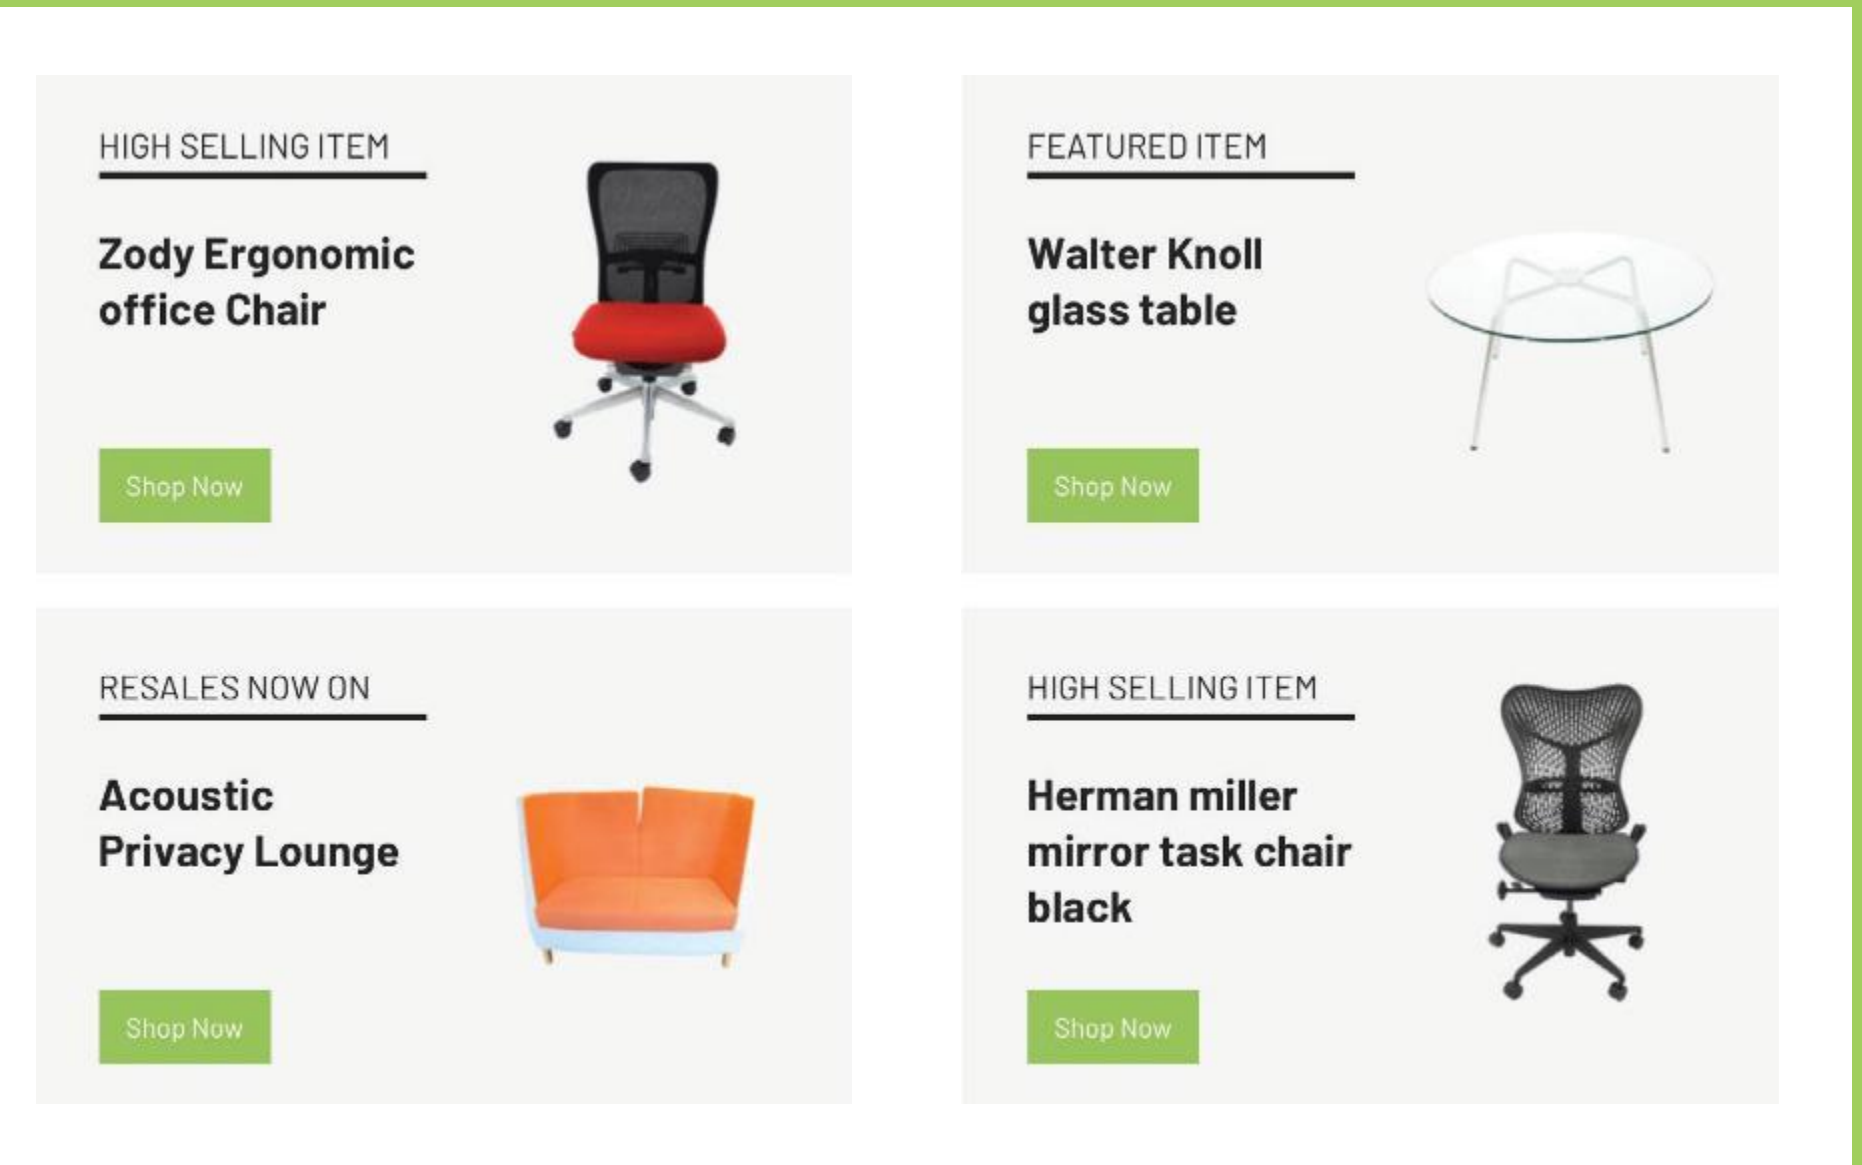 HIGH SELLING ITEM
Zody Ergonomic
office Chair
Shop Now
FEATURED ITEM
Walter Knoll
glass table
Shop Now
RESALES NOW ON
Acoustic
Privacy Lounge
Shop Now
HIGH SELLING ITEM
Herman miller
mirror task chair
black
Shop Now